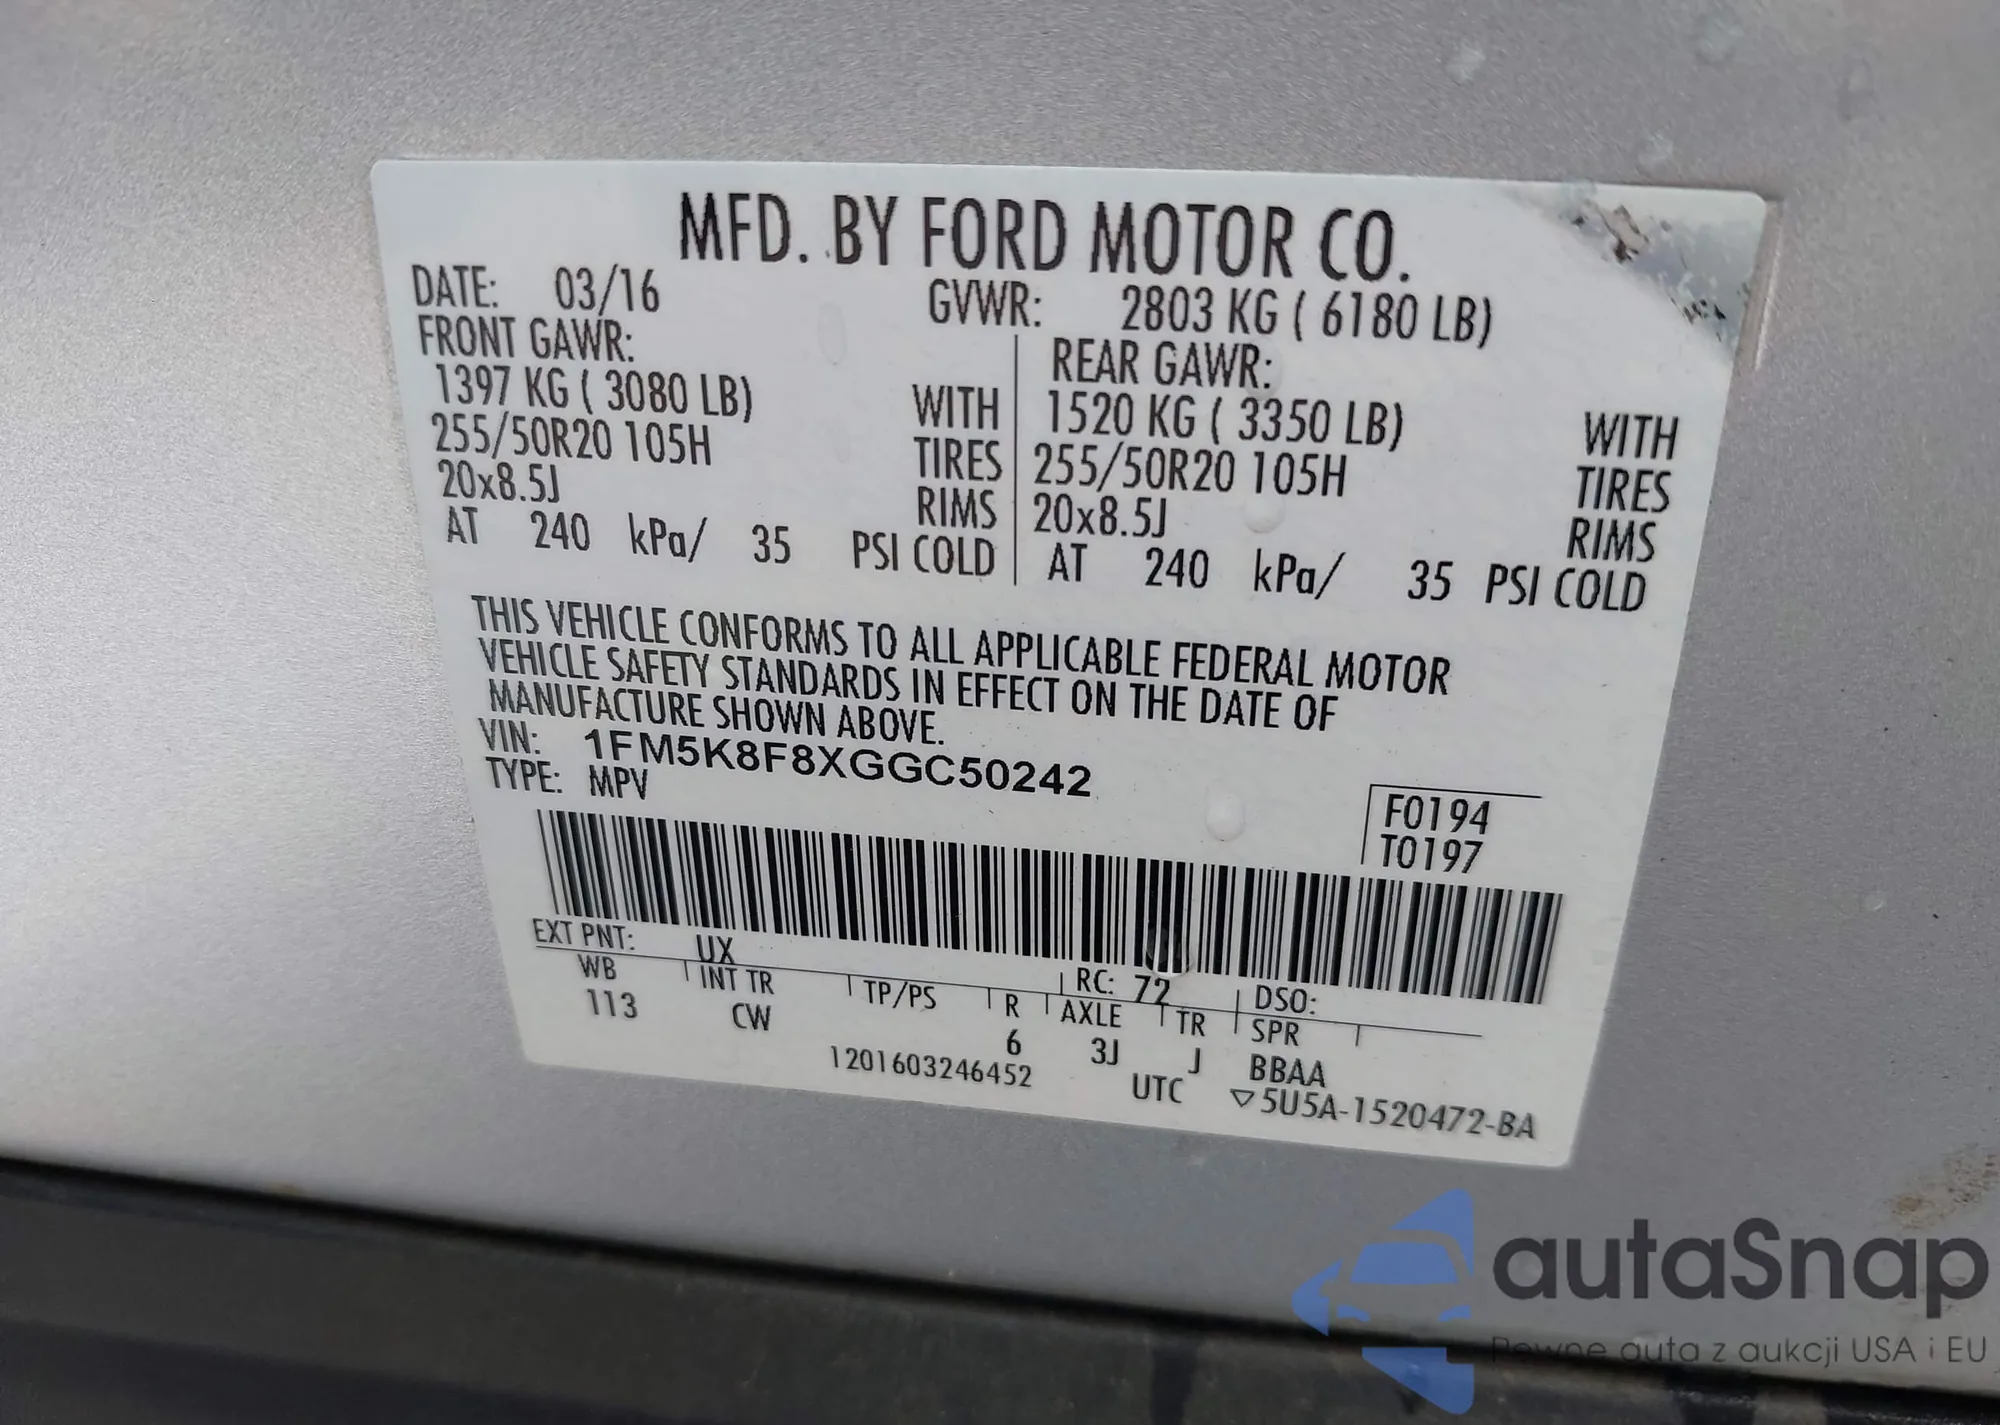 MFD. BY FORD MOTOR CO.
DATE: 03/16 GVWR: 2803 KG ( 6180 LB)
FRONT GAWR: REAR GAWR:
1397 KG ( 3080 LB) WITH 1520 KG ( 3350 LB) WITH
255/50R20 105H TIRES 255/50R20 105H TIRES
20x8.5J RIMS 20x8.5J RIMS
AT 240 kPa/ 35 PSI COLD AT 240 kPa/ 35 PSI COLD
THIS VEHICLE CONFORMS TO ALL APPLICABLE FEDERAL MOTOR
VEHICLE SAFETY STANDARDS IN EFFECT ON THE DATE OF
MANUFACTURE SHOWN ABOVE.
VIN: 1FM5K8F8XGGC50242
TYPE: MPV
F0194
T0197
EXT PNT: UX RC: 72 DSO:
WB INT TR TP/PS R AXLE TR SPR
113 CW 6 3J J BBAA
1201603246452 UTC ▽5U5A-1520472-BA
autaSnap
Pewne auta z aukcji USA i EU